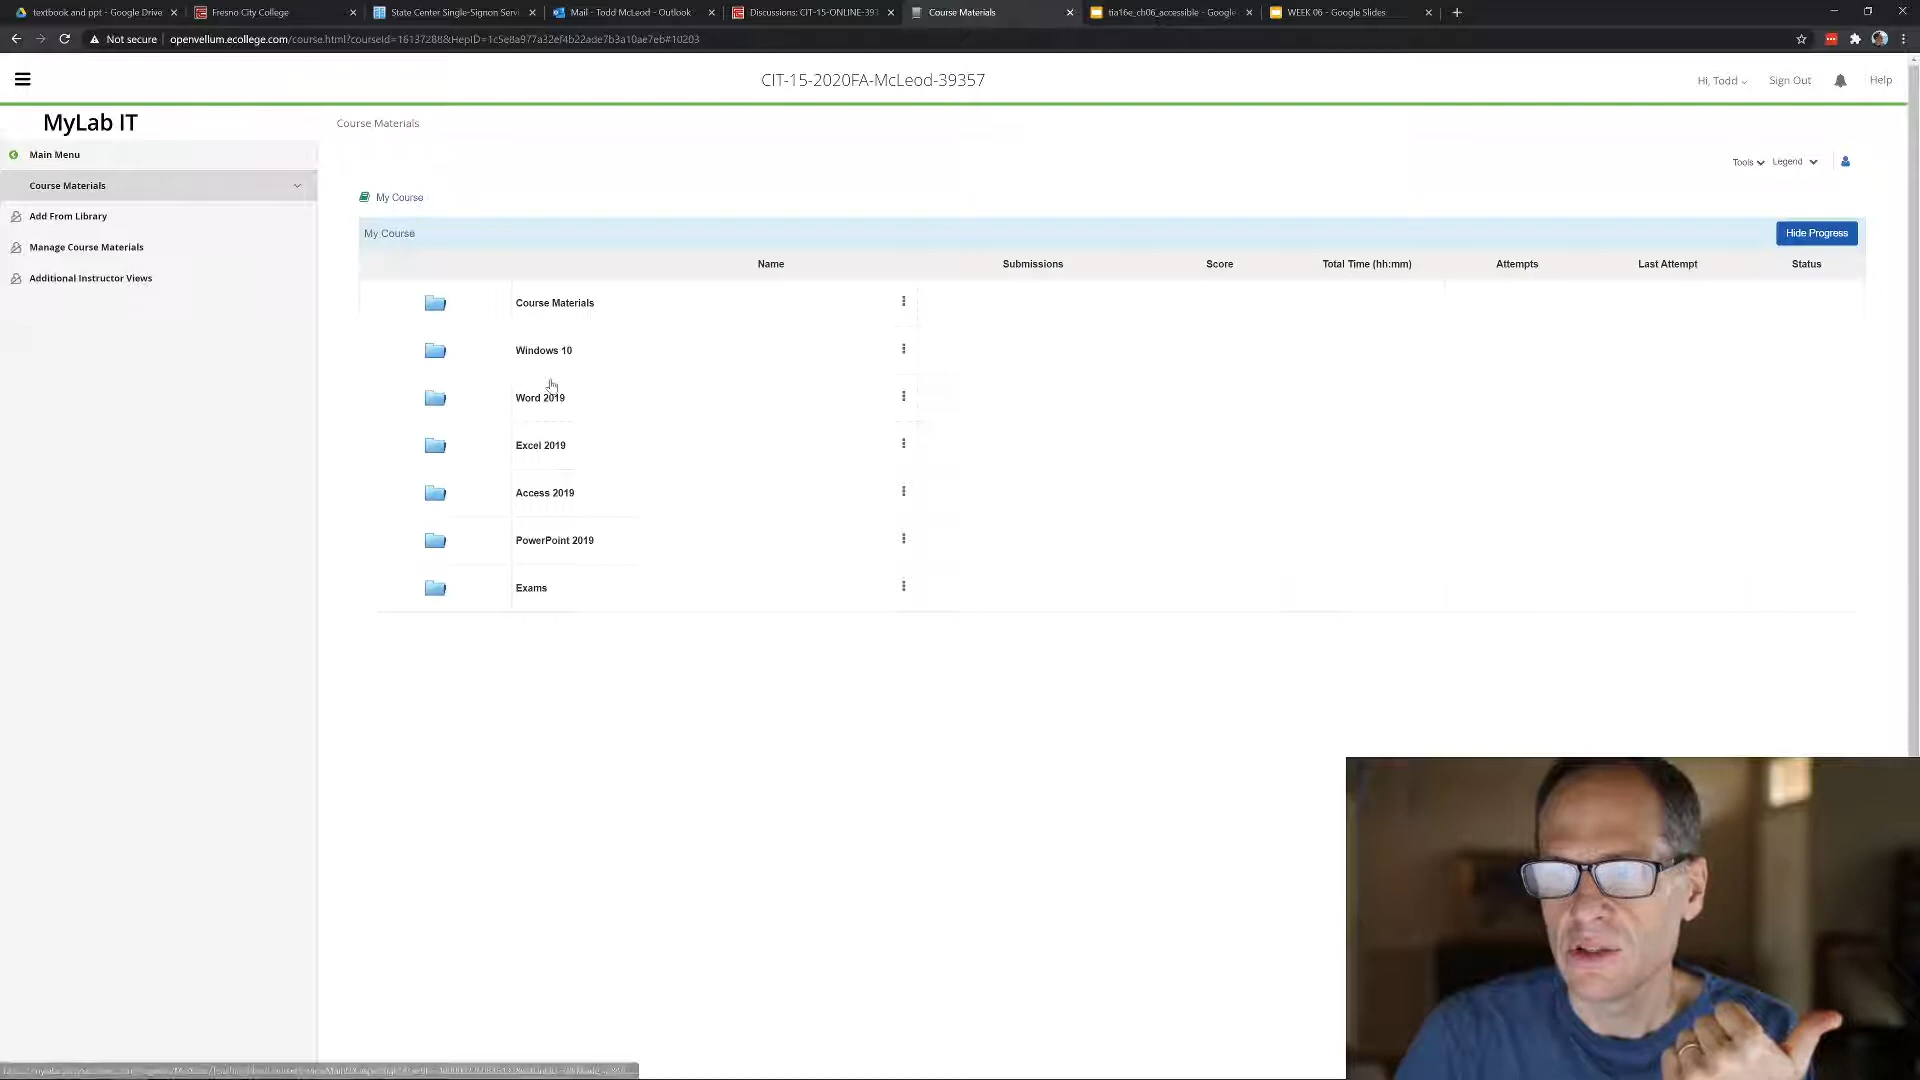 textbook and ppt - Google Drive
Fresno City College
State Center Single-Signon Servi
Mail - Todd McLeod - Outlook
Discussions: CIT-15-ONLINE-393
Course Materials
tia16e_ch06_accessible - Google
WEEK 06 - Google Slides
Not secure
openvellum.ecollege.com/course.html?courseId=16137288&HepID=1c5e8a977a32ef4b22ade7b3a10ae7eb#10203
CIT-15-2020FA-McLeod-39357
Hi, Todd
Sign Out
Help
MyLab IT
Main Menu
Course Materials
Add From Library
Manage Course Materials
Additional Instructor Views
Course Materials
Tools
Legend
My Course
My Course
Hide Progress
Name
Submissions
Score
Total Time (hh:mm)
Attempts
Last Attempt
Status
Course Materials
Windows 10
Word 2019
Excel 2019
Access 2019
PowerPoint 2019
Exams